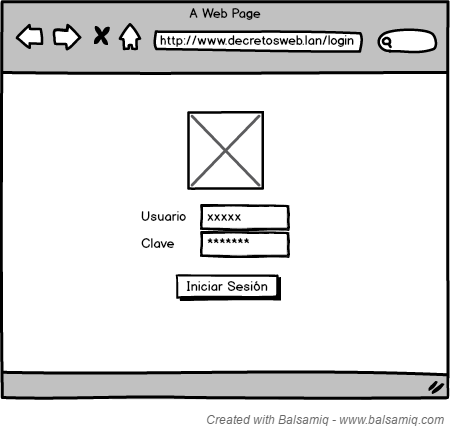 A Web Page
http://www.decretosweb.lan/login
Usuario xxxxx
Clave *******
Iniciar Sesión
Created with Balsamiq - www.balsamiq.com